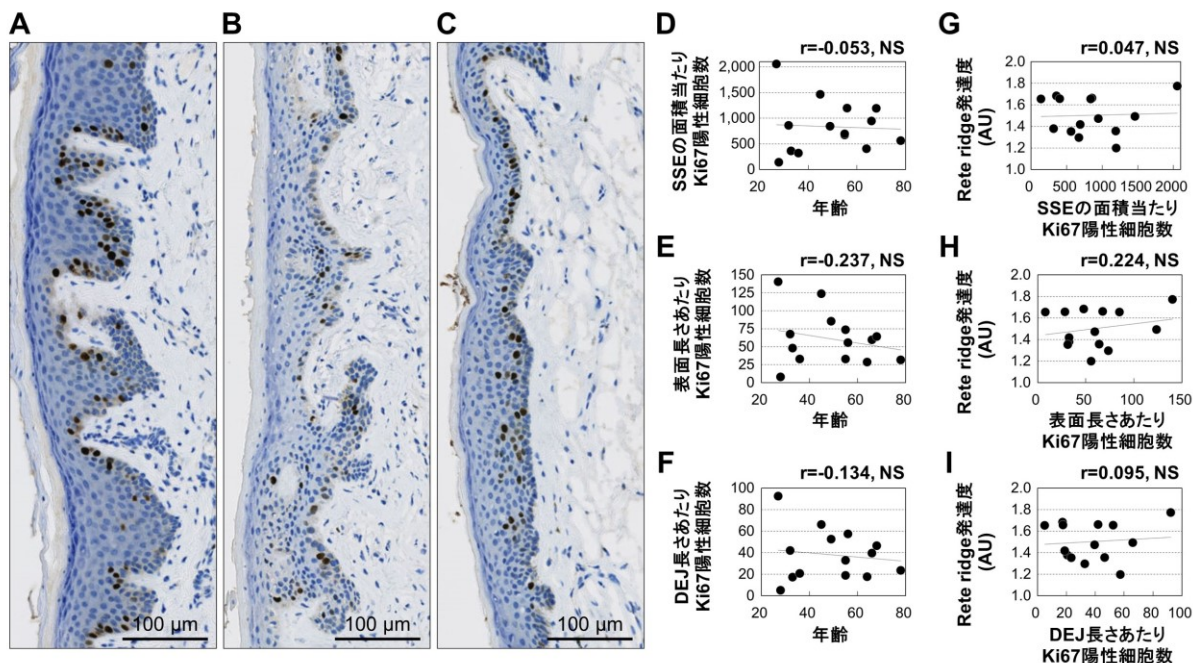 A
B
C
100 μm
100 μm
100 μm
D
r=-0.053, NS
SSEの面積当たり
Ki67陽性細胞数
2,000
1,500
1,000
500
0
20
40
60
80
年齢
E
r=-0.237, NS
表面長さあたり
Ki67陽性細胞数
150
125
100
75
50
25
0
20
40
60
80
年齢
F
r=-0.134, NS
DEJ長さあたり
Ki67陽性細胞数
100
80
60
40
20
0
20
40
60
80
年齢
G
r=0.047, NS
Rete ridge発達度
(AU)
2.0
1.8
1.6
1.4
1.2
1.0
0
500
1000
1500
2000
SSEの面積当たり
Ki67陽性細胞数
H
r=0.224, NS
Rete ridge発達度
(AU)
2.0
1.8
1.6
1.4
1.2
1.0
0
50
100
150
表面長さあたり
Ki67陽性細胞数
I
r=0.095, NS
Rete ridge発達度
(AU)
2.0
1.8
1.6
1.4
1.2
1.0
0
20
40
60
80
100
DEJ長さあたり
Ki67陽性細胞数